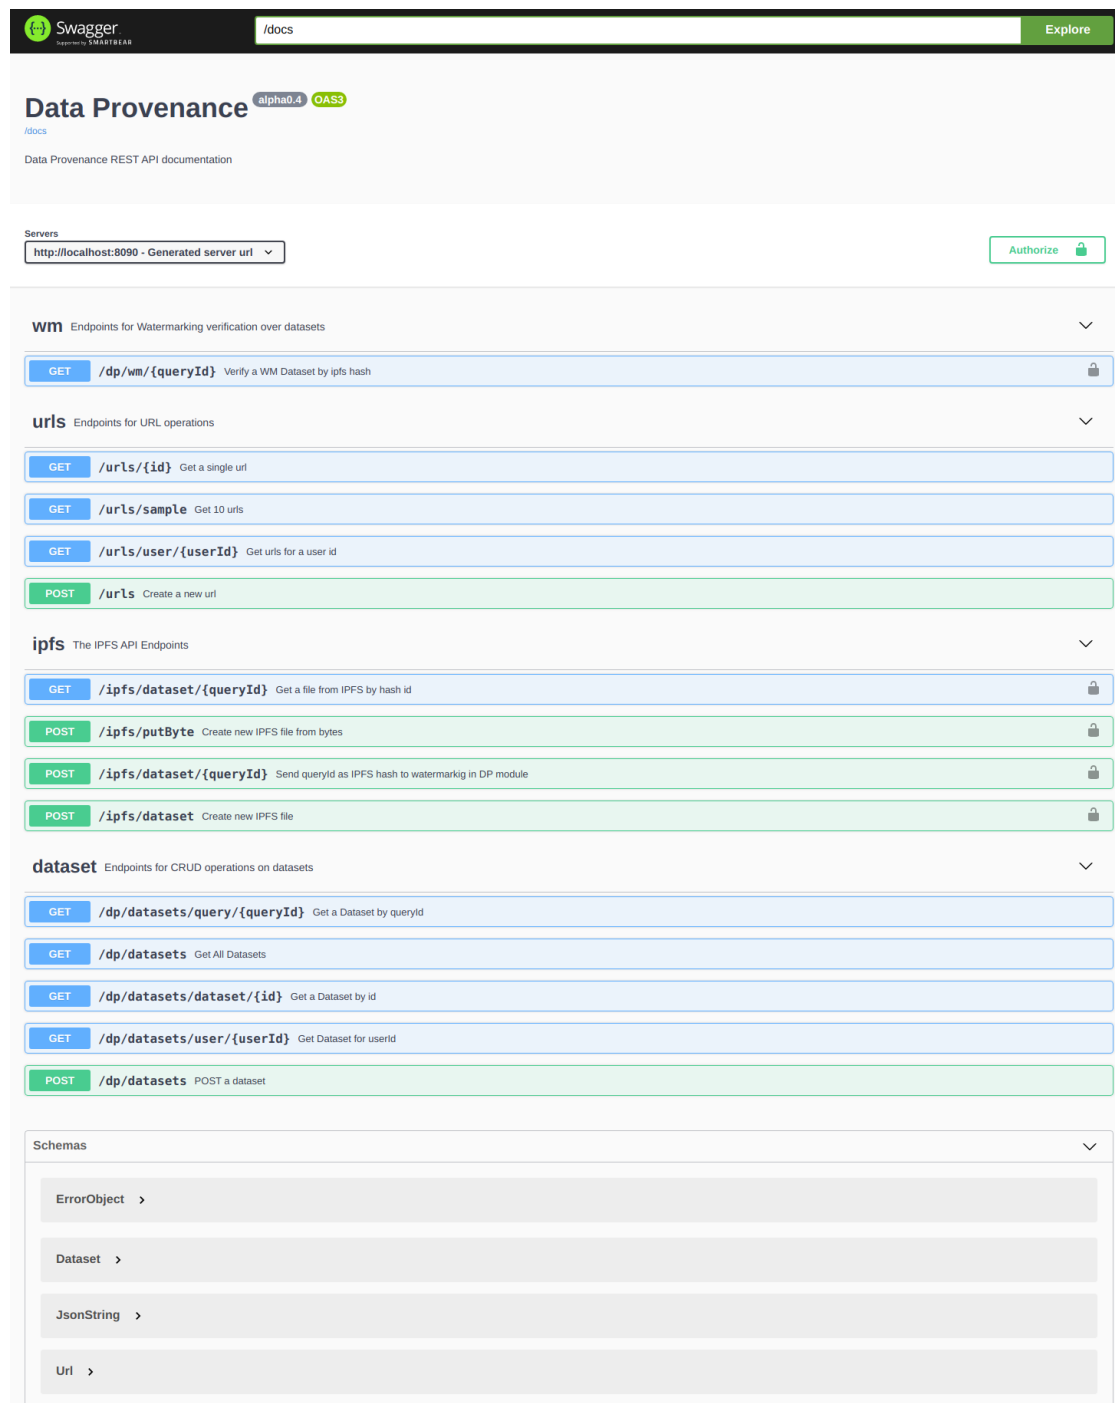 Swagger.
Supported by SMARTBEAR
/docs
Explore
Data Provenance alpha0.4 OAS3
/docs
Data Provenance REST API documentation
Servers
http://localhost:8090 - Generated server url
Authorize
wm Endpoints for Watermarking verification over datasets
GET /dp/wm/{queryId} Verify a WM Dataset by ipfs hash
urls Endpoints for URL operations
GET /urls/{id} Get a single url
GET /urls/sample Get 10 urls
GET /urls/user/{userId} Get urls for a user id
POST /urls Create a new url
ipfs The IPFS API Endpoints
GET /ipfs/dataset/{queryId} Get a file from IPFS by hash id
POST /ipfs/putByte Create new IPFS file from bytes
POST /ipfs/dataset/{queryId} Send queryId as IPFS hash to watermarkig in DP module
POST /ipfs/dataset Create new IPFS file
dataset Endpoints for CRUD operations on datasets
GET /dp/datasets/query/{queryId} Get a Dataset by queryId
GET /dp/datasets Get All Datasets
GET /dp/datasets/dataset/{id} Get a Dataset by id
GET /dp/datasets/user/{userId} Get Dataset for userId
POST /dp/datasets POST a dataset
Schemas
ErrorObject
Dataset
JsonString
Url